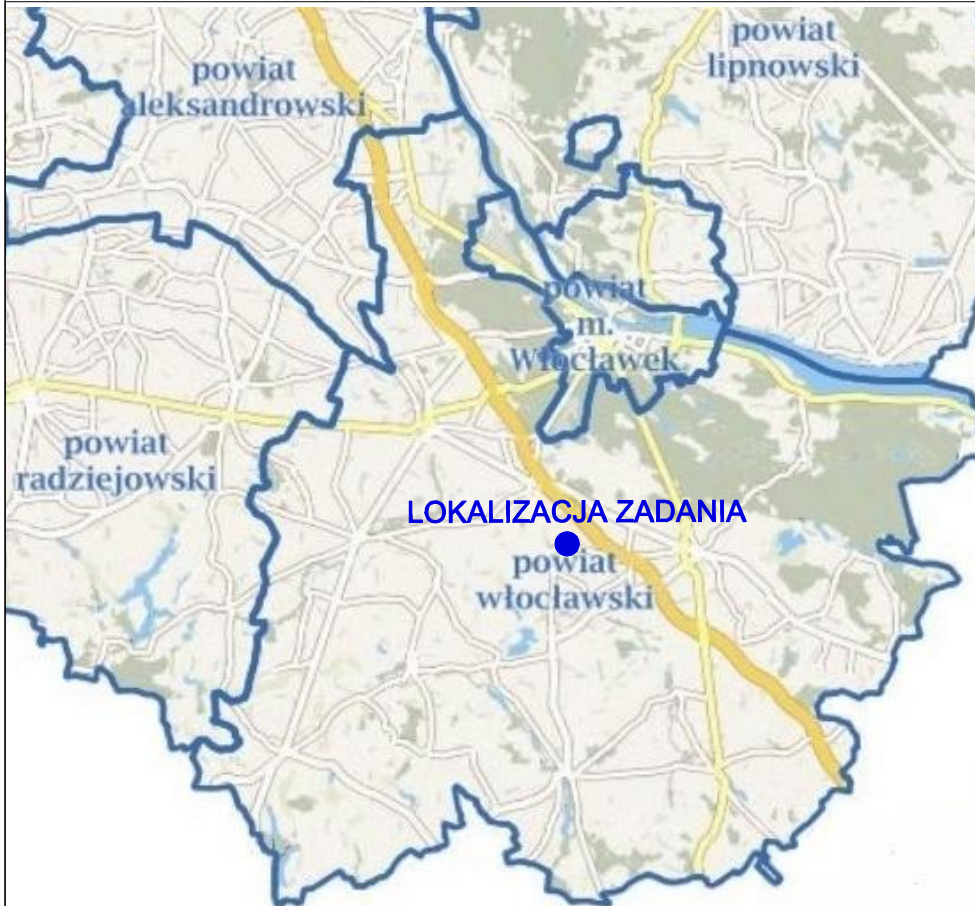 powiat
lipnowski
powiat
aleksandrowski
powiat
m.
Włocławek
powiat
radziejowski
LOKALIZACJA ZADANIA
powiat
włocławski